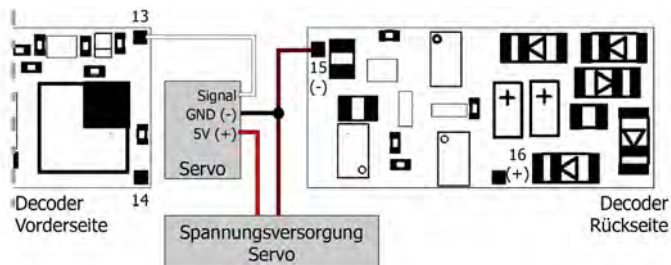 13
15
(-)
Signal
GND (-)
5V (+)
Servo
+ +
16
(+)
14
Decoder
Vorderseite
Spannungsversorgung
Servo
Decoder
Rückseite